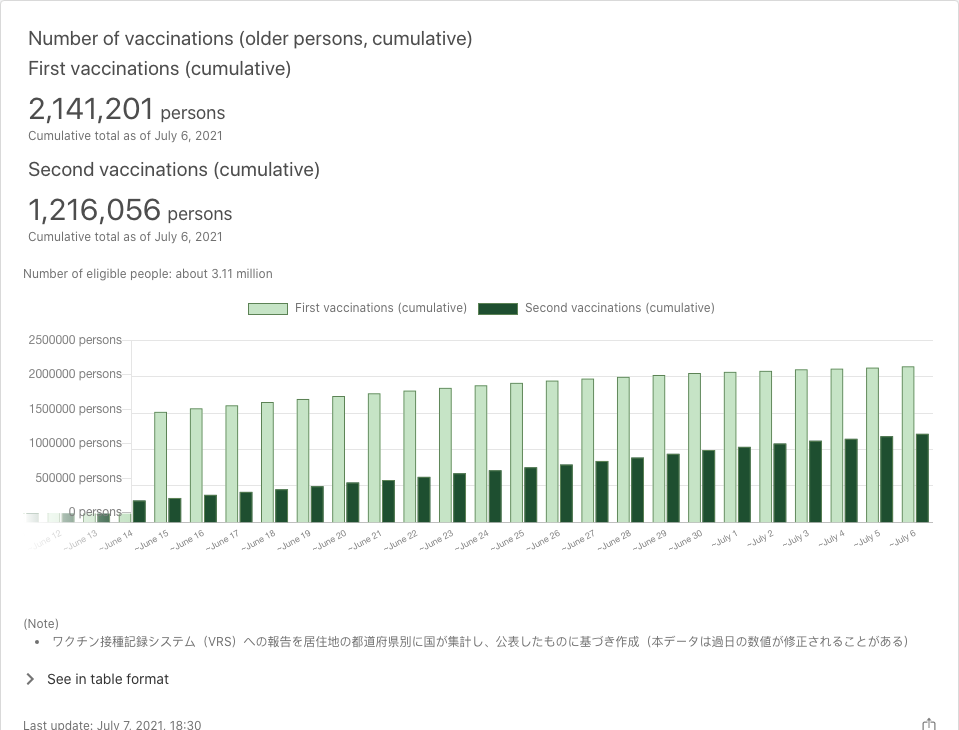 Number of vaccinations (older persons, cumulative)
First vaccinations (cumulative)
2,141,201 persons
Cumulative total as of July 6, 2021
Second vaccinations (cumulative)
1,216,056 persons
Cumulative total as of July 6, 2021
Number of eligible people: about 3.11 million
First vaccinations (cumulative) Second vaccinations (cumulative)
2500000 persons
2000000 persons
1500000 persons
1000000 persons
500000 persons
0 persons
~June 12 ~June 13 ~June 14 ~June 15 ~June 16 ~June 17 ~June 18 ~June 19 ~June 20 ~June 21 ~June 22 ~June 23 ~June 24 ~June 25 ~June 26 ~June 27 ~June 28 ~June 29 ~June 30 ~July 1 ~July 2 ~July 3 ~July 4 ~July 5 ~July 6
(Note)
• ワクチン接種記録システム（VRS）への報告を居住地の都道府県別に国が集計し、公表したものに基づき作成（本データは過日の数値が修正されることがある）
See in table format
Last update: July 7, 2021, 18:30